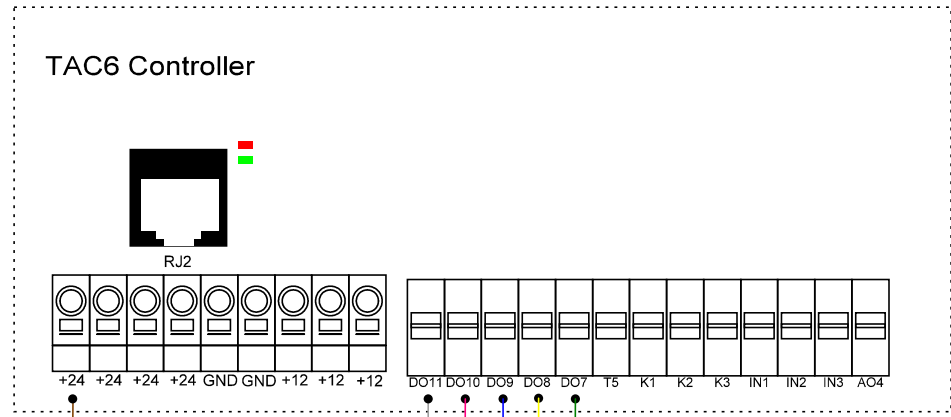 TAC6 Controller
RJ2
+24 +24 +24 +24 GND GND +12 +12 +12
DO11 DO10 DO9 DO8 DO7 T5 K1 K2 K3 IN1 IN2 IN3 AO4